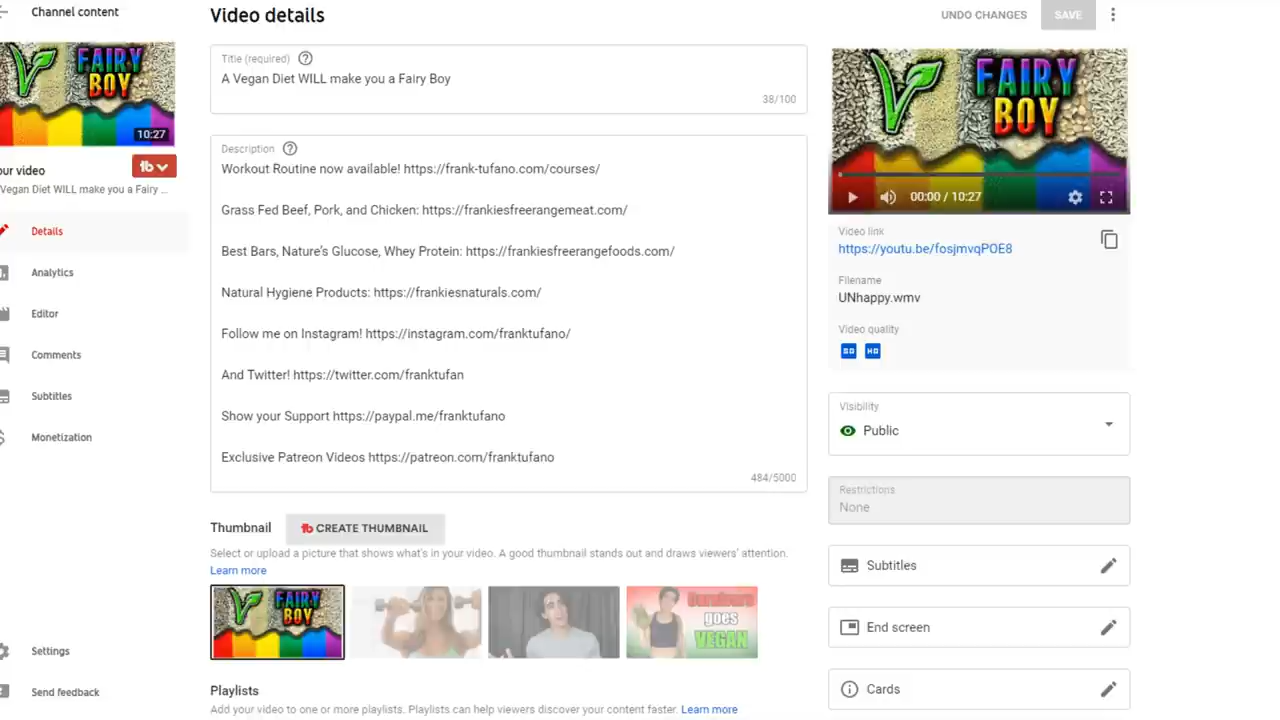 Channel content
FAIRY
BOY
10:27
our video
Vegan Diet WILL make you a Fairy ...
Details
Analytics
Editor
Comments
Subtitles
Monetization
Settings
Send feedback
Video details
UNDO CHANGES
SAVE
Title (required)
A Vegan Diet WILL make you a Fairy Boy
38/100
Description
Workout Routine now available! https://frank-tufano.com/courses/
Grass Fed Beef, Pork, and Chicken: https://frankiesfreerangemeat.com/
Best Bars, Nature's Glucose, Whey Protein: https://frankiesfreerangefoods.com/
Natural Hygiene Products: https://frankiesnaturals.com/
Follow me on Instagram! https://instagram.com/franktufano/
And Twitter! https://twitter.com/franktufan
Show your Support https://paypal.me/franktufano
Exclusive Patreon Videos https://patreon.com/franktufano
484/5000
Thumbnail
tb CREATE THUMBNAIL
Select or upload a picture that shows what's in your video. A good thumbnail stands out and draws viewers' attention.
Learn more
FAIRY
BOY
goes
VEGAN
Playlists
Add your video to one or more playlists. Playlists can help viewers discover your content faster. Learn more
FAIRY
BOY
00:00 / 10:27
Video link
https://youtu.be/fosjmvqPOE8
Filename
UNhappy.wmv
Video quality
SD HD
Visibility
Public
Restrictions
None
Subtitles
End screen
Cards